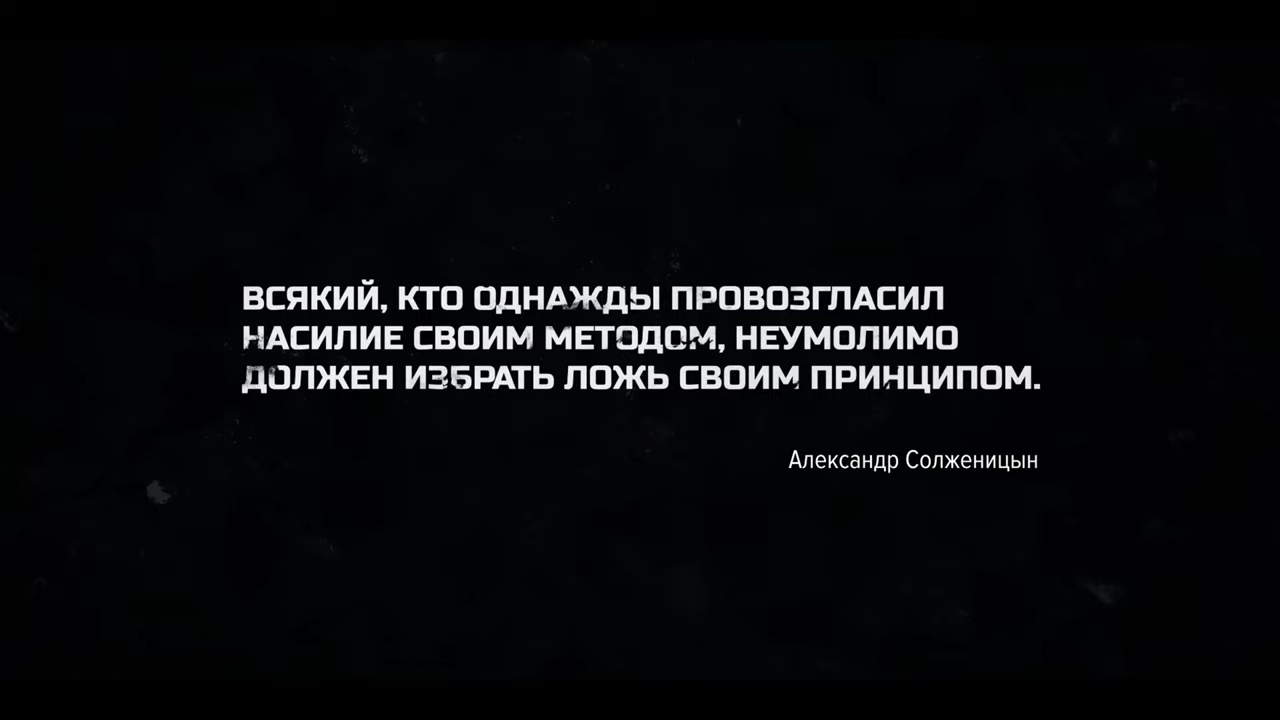 ВСЯКИЙ, КТО ОДНАЖДЫ ПРОВОЗГЛАСИЛ
НАСИЛИЕ СВОИМ МЕТОДОМ, НЕУМОЛИМО
ДОЛЖЕН ИЗБРАТЬ ЛОЖЬ СВОИМ ПРИНЦИПОМ.
Александр Солженицын